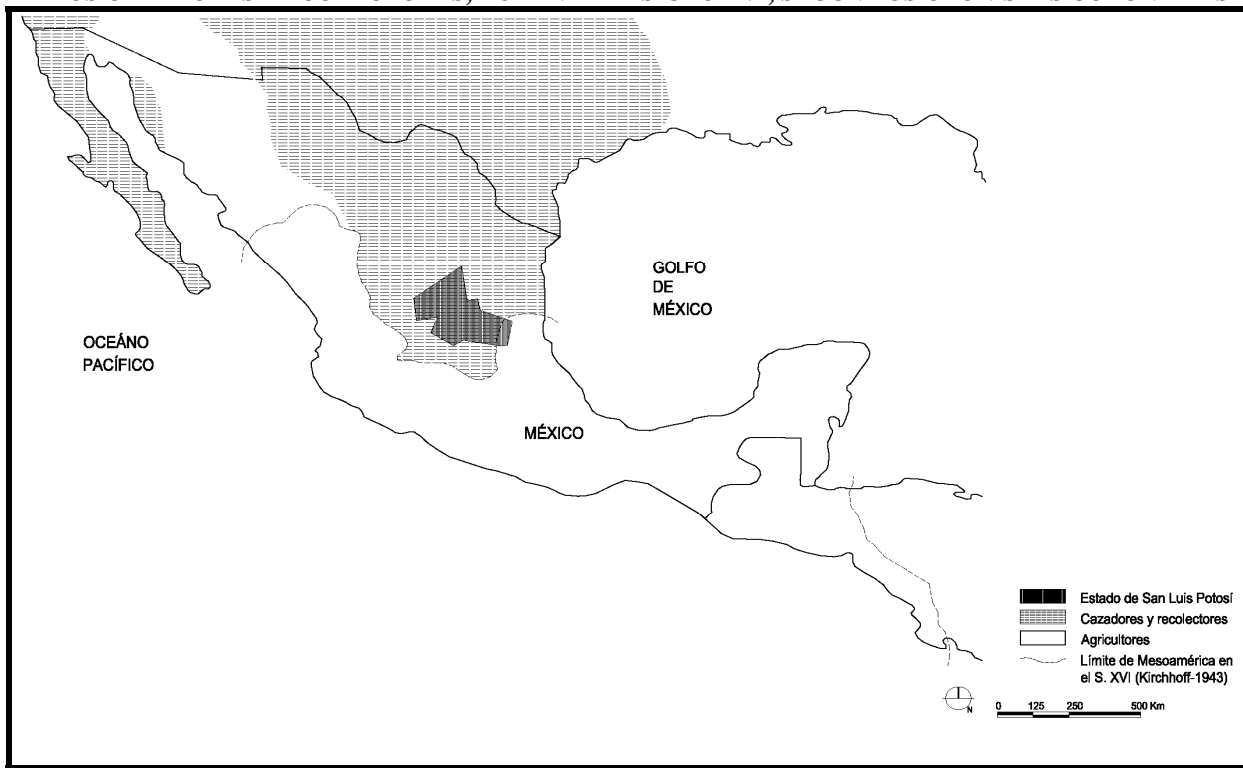 OCEÁNO
PACÍFICO
GOLFO
DE
MÉXICO
MÉXICO
Estado de San Luis Potosí
Cazadores y recolectores
Agricultores
Límite de Mesoamérica en
el S. XVI (Kirchhoff-1943)
N
0 125 250 500 Km